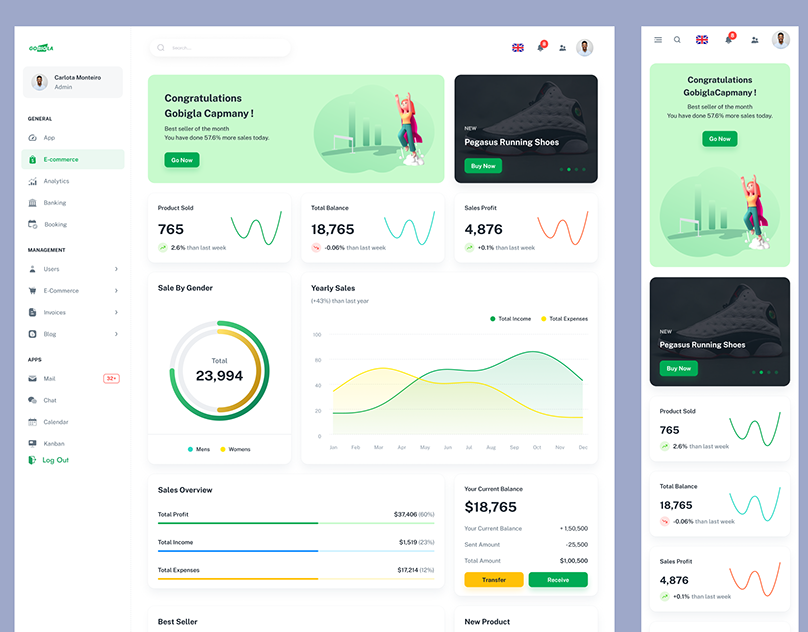 GOBIGLA
Carlota Monteiro
Admin
GENERAL
App
E-commerce
Analytics
Banking
Booking
MANAGEMENT
Users
E-Commerce
Invoices
Blog
APPS
Mail
32+
Chat
Calendar
Kanban
Log Out
Search...
8
Congratulations
Gobigla Capmany !
Best seller of the month
You have done 57.6% more sales today.
Go Now
NEW
Pegasus Running Shoes
Buy Now
Product Sold
765
2.6% than last week
Total Balance
18,765
-0.06% than last week
Sales Profit
4,876
+0.1% than last week
Sale By Gender
Total
23,994
Mens
Womens
Yearly Sales
(+43%) than last year
Total Income
Total Expenses
100
80
60
40
20
0
Jan Feb Mar Apr May Jun Jul Aug Sep Oct Nov Dec
Sales Overview
Total Profit $37,406 (60%)
Total Income $1,519 (23%)
Total Expenses $17,214 (12%)
Your Current Balance
$18,765
Your Current Balance + 1,50,500
Sent Amount -25,500
Total Amount $1,00,500
Transfer
Receive
Best Seller
New Product
8
Congratulations
GobiglaCapmany !
Best seller of the month
You have done 57.6% more sales today.
Go Now
NEW
Pegasus Running Shoes
Buy Now
Product Sold
765
2.6% than last week
Total Balance
18,765
-0.06% than last week
Sales Profit
4,876
+0.1% than last week